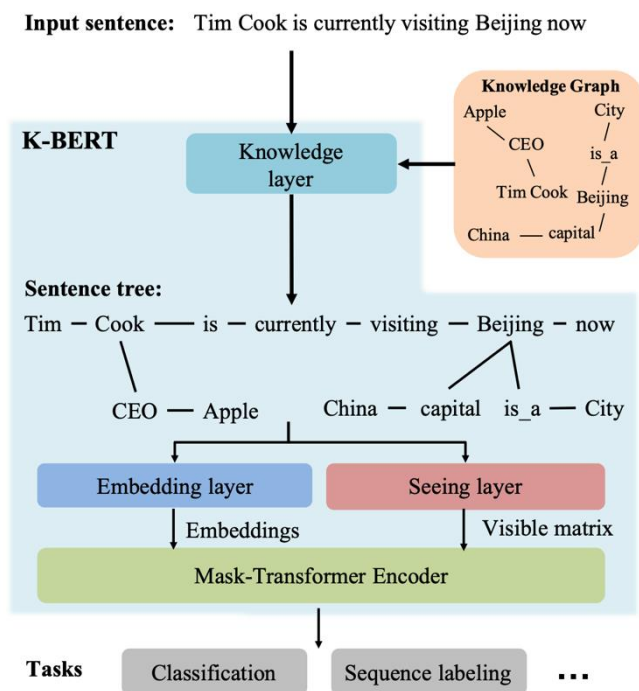 Input sentence: Tim Cook is currently visiting Beijing now
Knowledge Graph
Apple
City
CEO
is_a
Tim Cook
Beijing
China — capital
K-BERT
Knowledge
layer
Sentence tree:
Tim — Cook — is — currently — visiting — Beijing — now
CEO — Apple
China — capital
is_a — City
Embedding layer
Seeing layer
Embeddings
Visible matrix
Mask-Transformer Encoder
Tasks
Classification
Sequence labeling
...